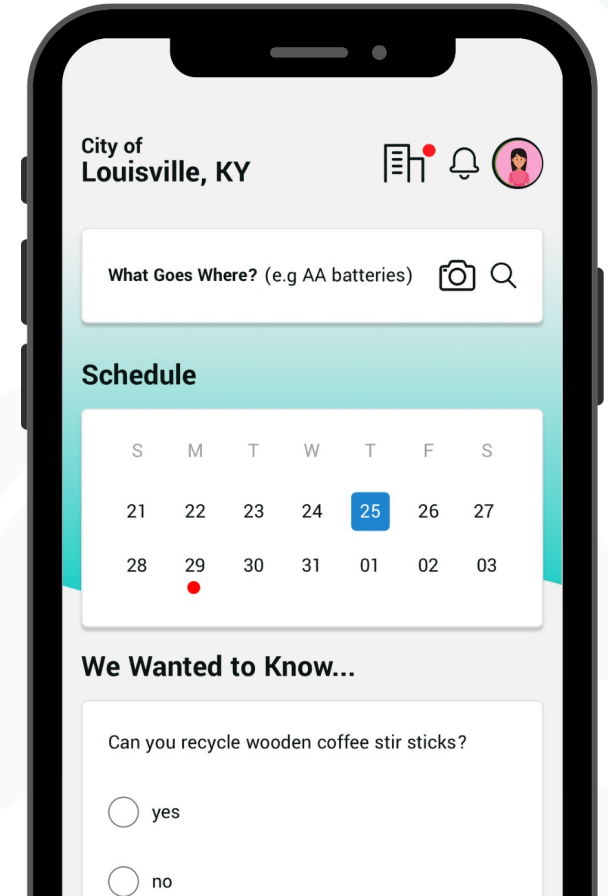 City of
Louisville, KY
What Goes Where? (e.g AA batteries)
Schedule
S M T W T F S
21 22 23 24 25 26 27
28 29 30 31 01 02 03
We Wanted to Know...
Can you recycle wooden coffee stir sticks?
yes
no